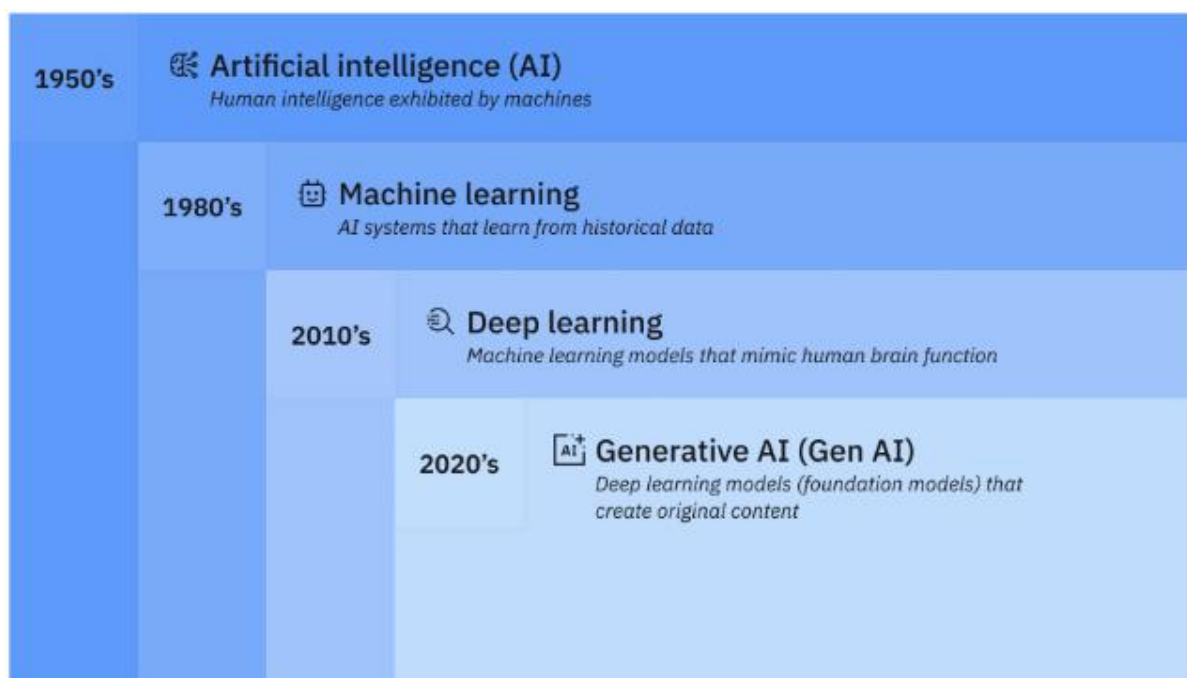 1950's
Artificial intelligence (AI)
Human intelligence exhibited by machines
1980's
Machine learning
AI systems that learn from historical data
2010's
Deep learning
Machine learning models that mimic human brain function
2020's
AI
Generative AI (Gen AI)
Deep learning models (foundation models) that
create original content